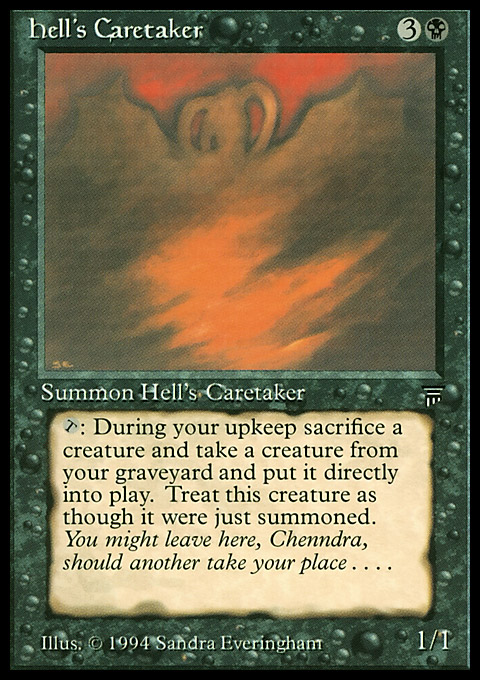 Hell's Caretaker 3
Summon Hell's Caretaker
: During your upkeep sacrifice a
creature and take a creature from
your graveyard and put it directly
into play. Treat this creature as
though it were just summoned.
You might leave here, Chenndra,
should another take your place . . . .
Illus. © 1994 Sandra Everingham 1/1